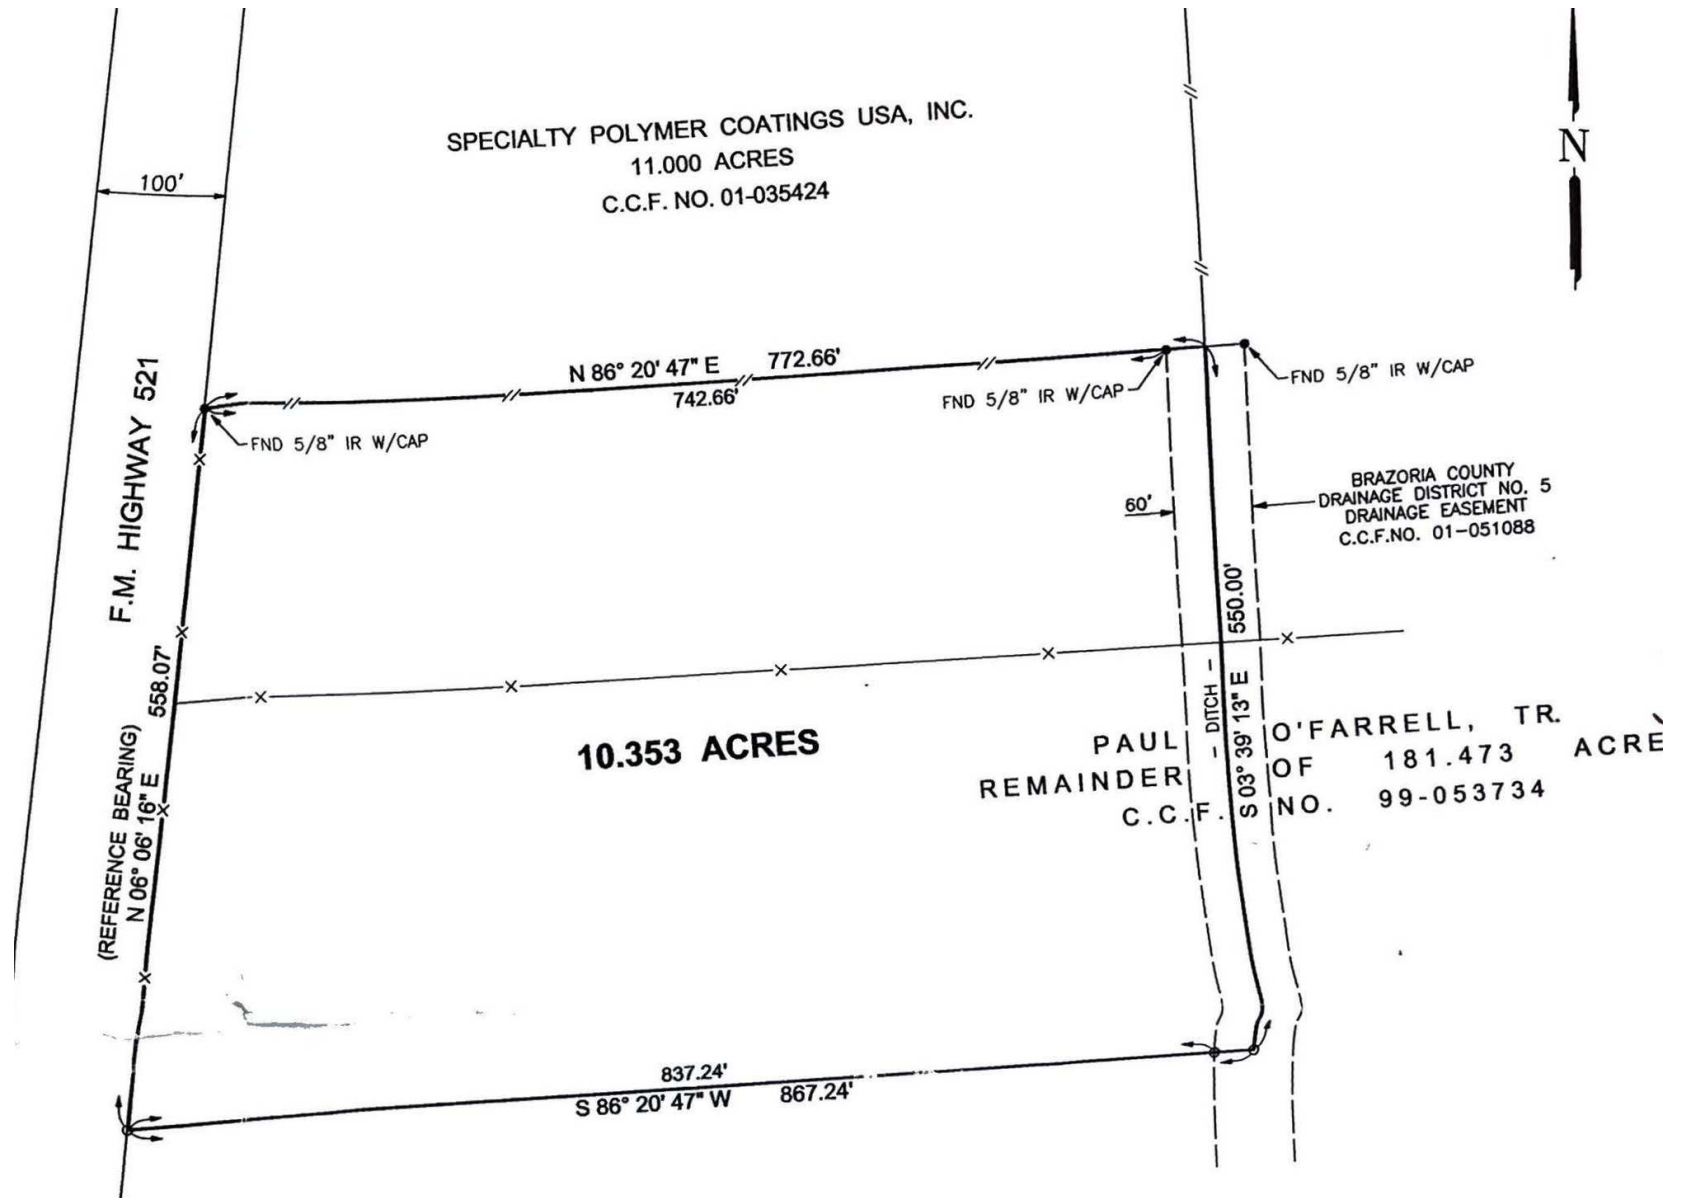 SPECIALTY POLYMER COATINGS USA, INC.
11.000 ACRES
C.C.F. NO. 01-035424
N
100'
F.M. HIGHWAY 521
N 86° 20' 47" E 772.66'
742.66'
FND 5/8" IR W/CAP
FND 5/8" IR W/CAP
FND 5/8" IR W/CAP
60'
BRAZORIA COUNTY
DRAINAGE DISTRICT NO. 5
DRAINAGE EASEMENT
C.C.F.NO. 01-051088
558.07'
(REFERENCE BEARING)
N 06° 06' 16" E
10.353 ACRES
550.00'
S 03° 39' 13" E
- DITCH -
PAUL O'FARRELL, TR.
REMAINDER OF 181.473 ACRE
C.C.F. NO. 99-053734
837.24'
S 86° 20' 47" W 867.24'